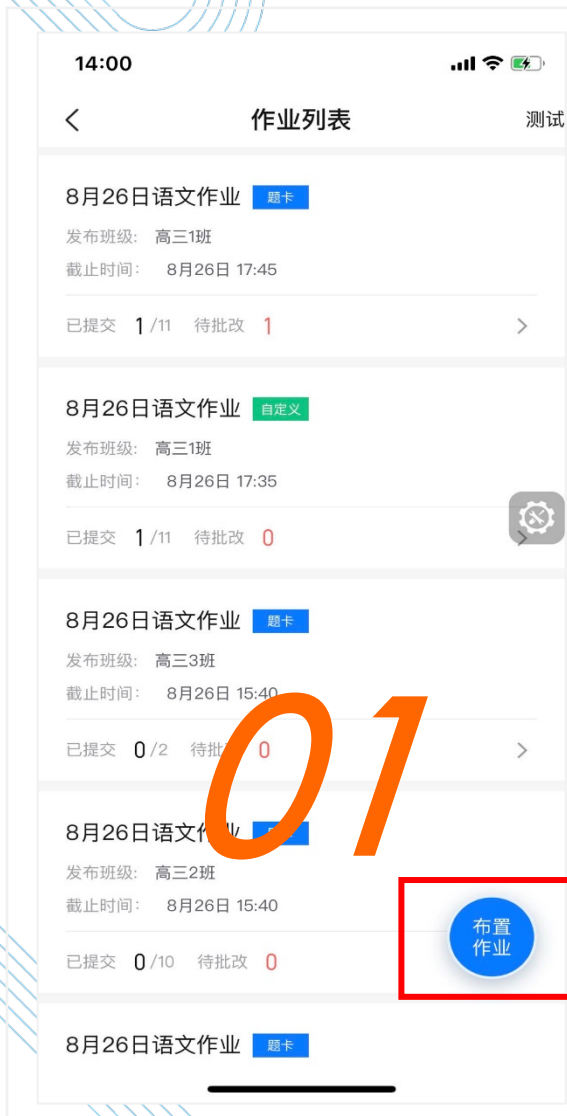 14:00
作业列表 测试
8月26日语文作业 题卡
发布班级: 高三1班
截止时间: 8月26日 17:45
已提交 1/11 待批改 1
8月26日语文作业 自定义
发布班级: 高三1班
截止时间: 8月26日 17:35
已提交 1/11 待批改 0
8月26日语文作业 题卡
发布班级: 高三3班
截止时间: 8月26日 15:40
已提交 0/2 待批 0
01
8月26日语文作业
发布班级: 高三2班
截止时间: 8月26日 15:40
布置
作业
已提交 0/10 待批改 0
8月26日语文作业 题卡